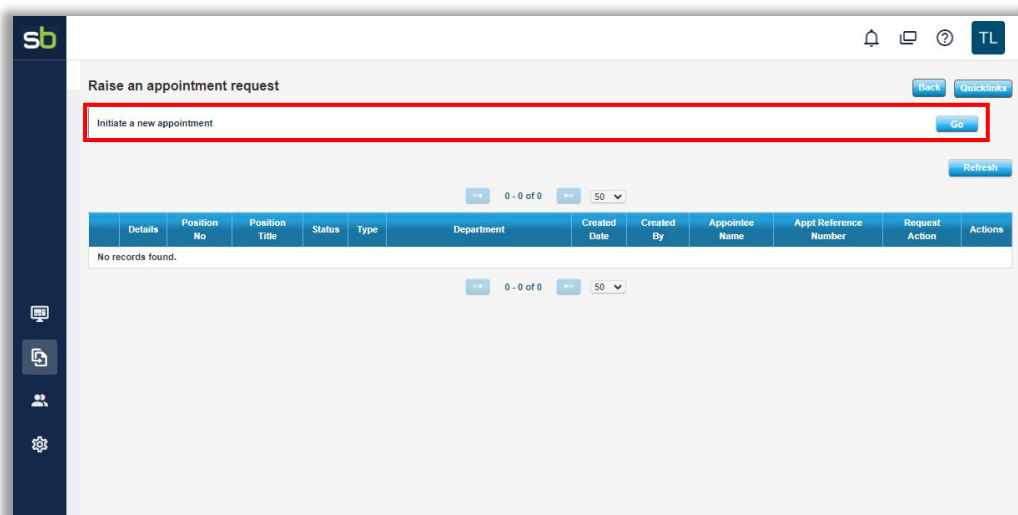 sb
TL
Raise an appointment request
Back
Quicklinks
Initiate a new appointment
Go
Refresh
<< 0 - 0 of 0 >> 50
Details Position No Position Title Status Type Department Created Date Created By Appointee Name Appt Reference Number Request Action Actions
No records found.
<< 0 - 0 of 0 >> 50